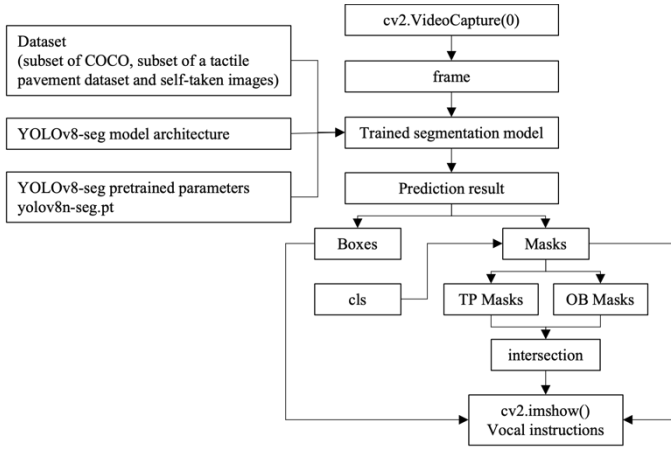 cv2.VideoCapture(0)
Dataset
(subset of COCO, subset of a tactile
pavement dataset and self-taken images)
frame
YOLOv8-seg model architecture
Trained segmentation model
YOLOv8-seg pretrained parameters
yolov8n-seg.pt
Prediction result
Boxes
Masks
cls
TP Masks
OB Masks
intersection
cv2.imshow()
Vocal instructions